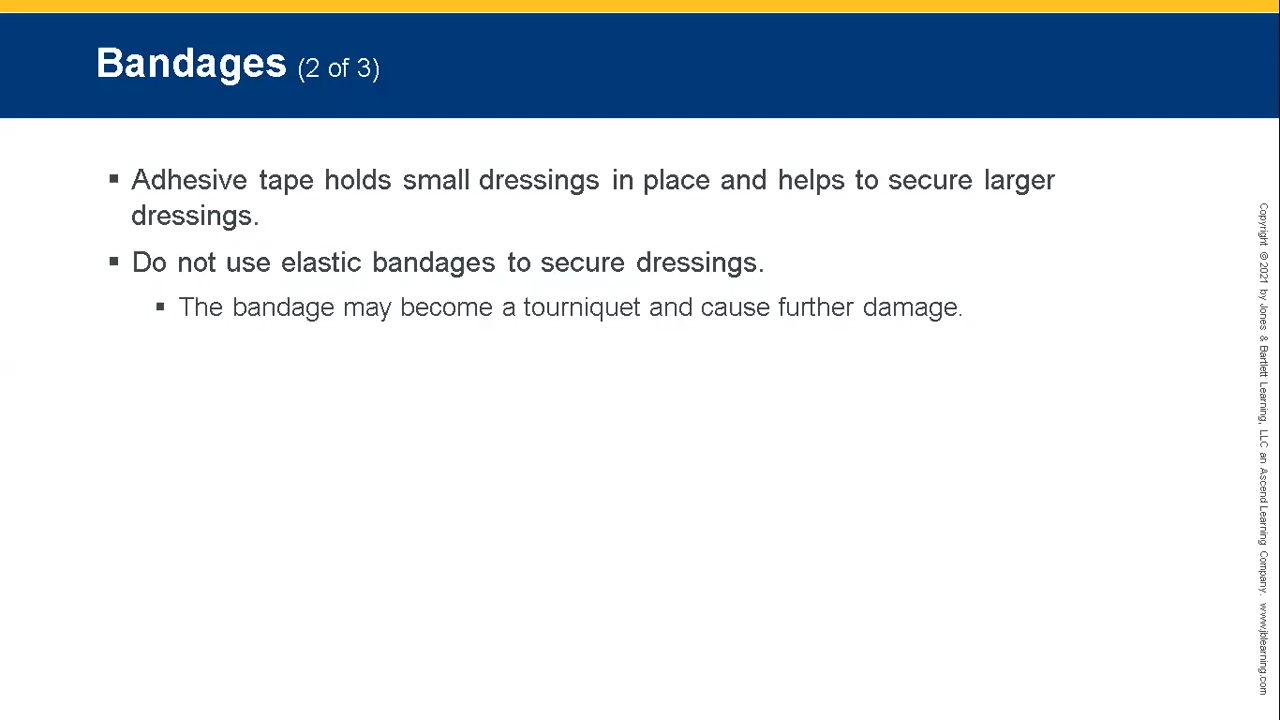 Bandages (2 of 3)
▪ Adhesive tape holds small dressings in place and helps to secure larger
dressings.
▪ Do not use elastic bandages to secure dressings.
▪ The bandage may become a tourniquet and cause further damage.
Copyright © 2021 by Jones & Bartlett Learning, LLC an Ascend Learning Company. www.jblearning.com